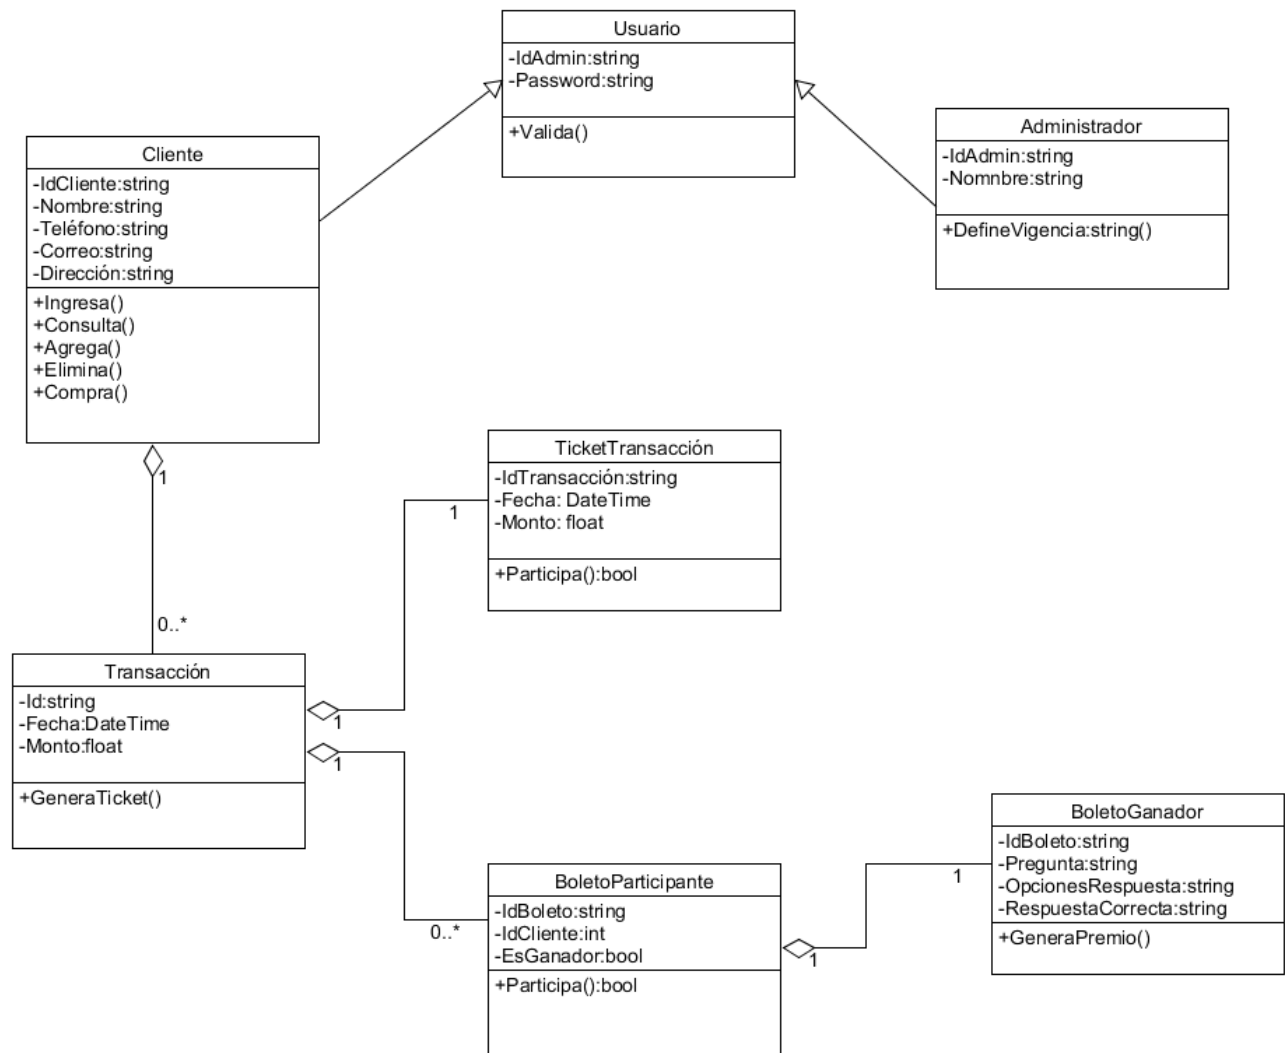 Usuario
-IdAdmin:string
-Password:string
+Valida()
Administrador
-IdAdmin:string
-Nomnbre:string
+DefineVigencia:string()
Cliente
-IdCliente:string
-Nombre:string
-Teléfono:string
-Correo:string
-Dirección:string
+Ingresa()
+Consulta()
+Agrega()
+Elimina()
+Compra()
1
0..*
TicketTransacción
-IdTransacción:string
-Fecha: DateTime
-Monto: float
+Participa():bool
1
Transacción
-Id:string
-Fecha:DateTime
-Monto:float
+GeneraTicket()
1
1
0..*
BoletoParticipante
-IdBoleto:string
-IdCliente:int
-EsGanador:bool
+Participa():bool
1
1
BoletoGanador
-IdBoleto:string
-Pregunta:string
-OpcionesRespuesta:string
-RespuestaCorrecta:string
+GeneraPremio()